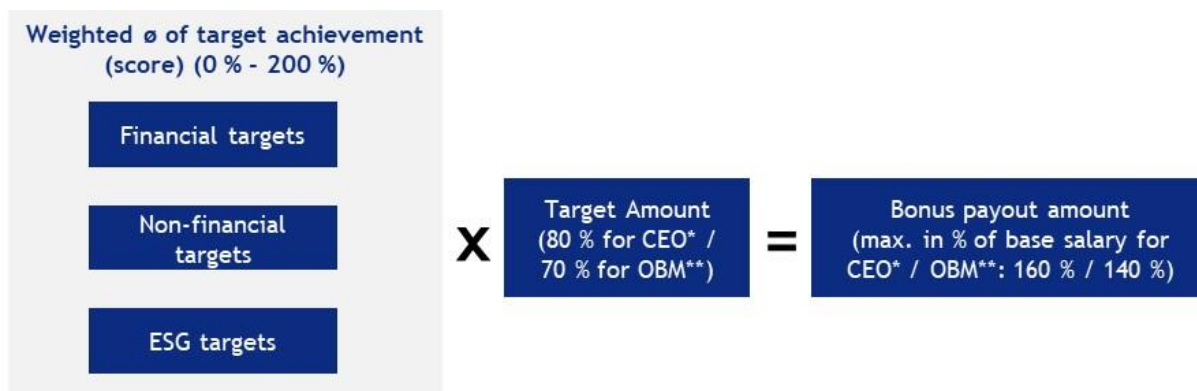 Weighted ø of target achievement
(score) (0 % - 200 %)
Financial targets
Non-financial
targets
ESG targets
X
Target Amount
(80 % for CEO* /
70 % for OBM**)
=
Bonus payout amount
(max. in % of base salary for
CEO* / OBM**: 160 % / 140 %)